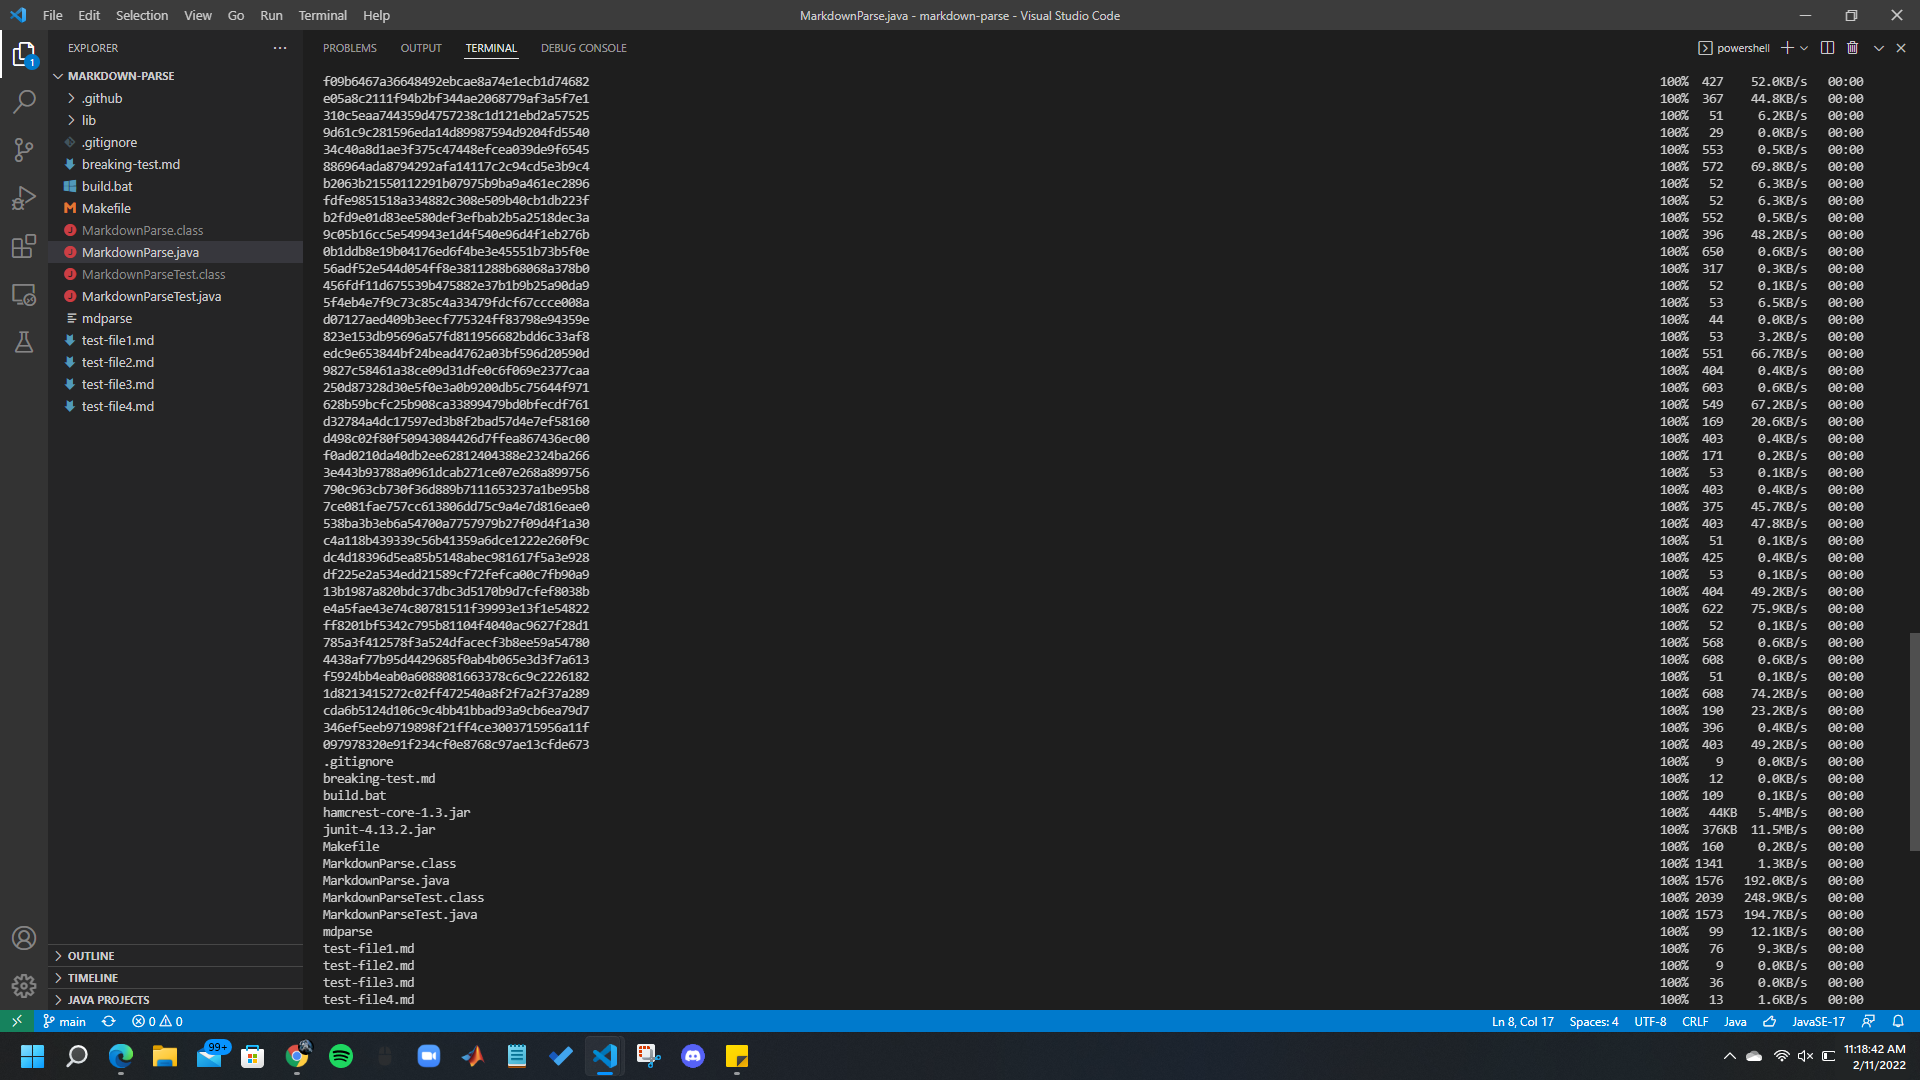 File Edit Selection View Go Run Terminal Help
MarkdownParse.java - markdown-parse - Visual Studio Code
1
EXPLORER
MARKDOWN-PARSE
.github
lib
.gitignore
breaking-test.md
build.bat
Makefile
MarkdownParse.class
MarkdownParse.java
MarkdownParseTest.class
MarkdownParseTest.java
mdparse
test-file1.md
test-file2.md
test-file3.md
test-file4.md
OUTLINE
TIMELINE
JAVA PROJECTS
PROBLEMS OUTPUT TERMINAL DEBUG CONSOLE
powershell
f09b6467a36648492ebcae8a74e1ecb1d74682 100% 427 52.0KB/s 00:00
e05a8c2111f94b2bf344ae2068779af3a5f7e1 100% 367 44.8KB/s 00:00
310c5eaa744359d4757238c1d121ebd2a57525 100% 51 6.2KB/s 00:00
9d61c9c281596eda14d89987594d9204fd5540 100% 29 0.0KB/s 00:00
34c40a8d1ae3f375c47448efcea039de9f6545 100% 553 0.5KB/s 00:00
886964ada8794292afa14117c2c94cd5e3b9c4 100% 572 69.8KB/s 00:00
b2063b21550112291b07975b9ba9a461ec2896 100% 52 6.3KB/s 00:00
fdfe9851518a334882c308e509b40cb1db223f 100% 52 6.3KB/s 00:00
b2fd9e01d83ee580def3efbab2b5a2518dec3a 100% 552 0.5KB/s 00:00
9c05b16cc5e549943e1d4f540e96d4f1eb276b 100% 396 48.2KB/s 00:00
0b1ddb8e19b04176ed6f4be3e45551b73b5f0e 100% 650 0.6KB/s 00:00
56adf52e544d054ff8e3811288b68068a378b0 100% 317 0.3KB/s 00:00
456fdf11d675539b475882e37b1b9b25a90da9 100% 52 0.1KB/s 00:00
5f4eb4e7f9c73c85c4a33479fdcf67ccce008a 100% 53 6.5KB/s 00:00
d07127aed409b3eecf775324ff83798e94359e 100% 44 0.0KB/s 00:00
823e153db95696a57fd811956682bdd6c33af8 100% 53 3.2KB/s 00:00
edc9e653844bf24bead4762a03bf596d20590d 100% 551 66.7KB/s 00:00
9827c58461a38ce09d31dfe0c6f069e2377caa 100% 404 0.4KB/s 00:00
250d87328d30e5f0e3a0b9200db5c75644f971 100% 603 0.6KB/s 00:00
628b59bcfc25b908ca33899479bd0bfecdf761 100% 549 67.2KB/s 00:00
d32784a4dc17597ed3b8f2bad57d4e7ef58160 100% 169 20.6KB/s 00:00
d498c02f80f50943084426d7ffea867436ec00 100% 403 0.4KB/s 00:00
f0ad0210da40db2ee62812404388e2324ba266 100% 171 0.2KB/s 00:00
3e443b93788a0961dcab271ce07e268a899756 100% 53 0.1KB/s 00:00
790c963cb730f36d889b7111653237a1be95b8 100% 403 0.4KB/s 00:00
7ce081fae757cc613806dd75c9a4e7d816eae0 100% 375 45.7KB/s 00:00
538ba3b3eb6a54700a7757979b27f09d4f1a30 100% 403 47.8KB/s 00:00
c4a118b439339c56b41359a6dce1222e260f9c 100% 51 0.1KB/s 00:00
dc4d18396d5ea85b5148abec981617f5a3e928 100% 425 0.4KB/s 00:00
df225e2a534edd21589cf72fefca00c7fb90a9 100% 53 0.1KB/s 00:00
13b1987a820bdc37dbc3d5170b9d7cfef8038b 100% 404 49.2KB/s 00:00
e4a5fae43e74c80781511f39993e13f1e54822 100% 622 75.9KB/s 00:00
ff8201bf5342c795b81104f4040ac9627f28d1 100% 52 0.1KB/s 00:00
785a3f412578f3a524dfacecf3b8ee59a54780 100% 568 0.6KB/s 00:00
4438af77b95d4429685f0ab4b065e3d3f7a613 100% 608 0.6KB/s 00:00
f5924bb4eab0a6088081663378c6c9c2226182 100% 51 0.1KB/s 00:00
1d8213415272c02ff472540a8f2f7a2f37a289 100% 608 74.2KB/s 00:00
cda6b5124d106c9c4bb41bbad93a9cb6ea79d7 100% 190 23.2KB/s 00:00
346ef5eeb9719898f21ff4ce3003715956a11f 100% 396 0.4KB/s 00:00
097978320e91f234cf0e8768c97ae13cfde673 100% 403 49.2KB/s 00:00
.gitignore 100% 9 0.0KB/s 00:00
breaking-test.md 100% 12 0.0KB/s 00:00
build.bat 100% 109 0.1KB/s 00:00
hamcrest-core-1.3.jar 100% 44KB 5.4MB/s 00:00
junit-4.13.2.jar 100% 376KB 11.5MB/s 00:00
Makefile 100% 160 0.2KB/s 00:00
MarkdownParse.class 100% 1341 1.3KB/s 00:00
MarkdownParse.java 100% 1576 192.0KB/s 00:00
MarkdownParseTest.class 100% 2039 248.9KB/s 00:00
MarkdownParseTest.java 100% 1573 194.7KB/s 00:00
mdparse 100% 99 12.1KB/s 00:00
test-file1.md 100% 76 9.3KB/s 00:00
test-file2.md 100% 9 0.0KB/s 00:00
test-file3.md 100% 36 0.0KB/s 00:00
test-file4.md 100% 13 1.6KB/s 00:00
main 0 0 Ln 8, Col 17 Spaces: 4 UTF-8 CRLF Java JavaSE-17
99+
11:18:42 AM
2/11/2022